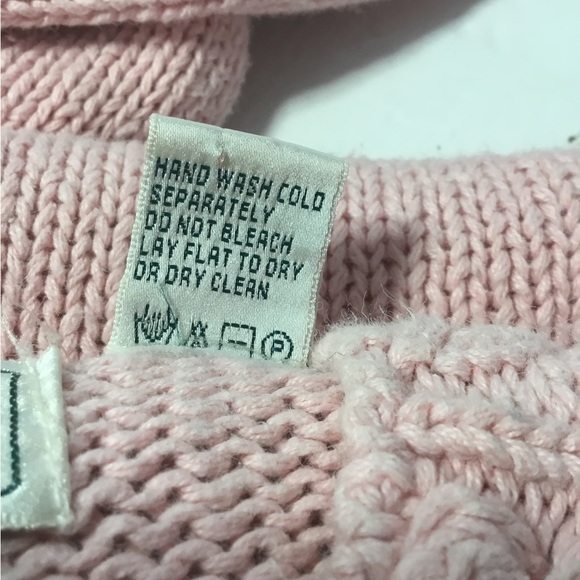 HAND WASH COLD
SEPARATELY
DO NOT BLEACH
LAY FLAT TO DRY
OR DRY CLEAN
P